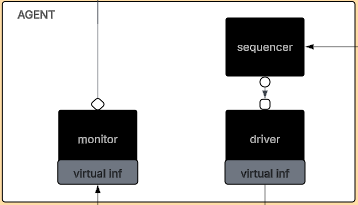 AGENT
sequencer
monitor
driver
virtual inf
virtual inf